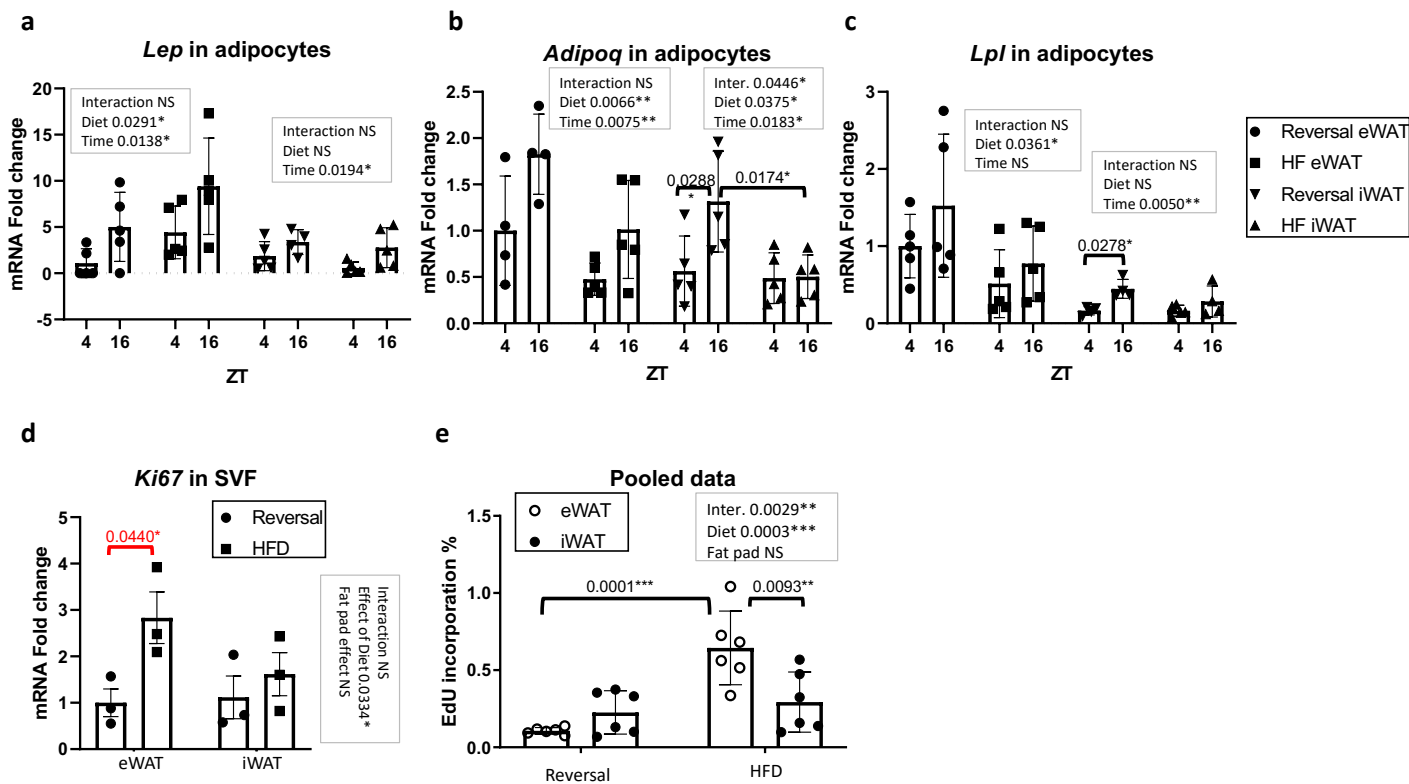 a
Lep in adipocytes
mRNA Fold change
20
15
10
5
0
-5
Interaction NS
Diet 0.0291*
Time 0.0138*
Interaction NS
Diet NS
Time 0.0194*
4 16 4 16 4 16 4 16
ZT
b
Adipoq in adipocytes
mRNA Fold change
2.5
2.0
1.5
1.0
0.5
0.0
Interaction NS
Diet 0.0066**
Time 0.0075**
Inter. 0.0446*
Diet 0.0375*
Time 0.0183*
0.0288
*
0.0174*
4 16 4 16 4 16 4 16
ZT
c
Lpl in adipocytes
mRNA Fold change
3
2
1
0
Interaction NS
Diet 0.0361*
Time NS
Interaction NS
Diet NS
Time 0.0050**
0.0278*
4 16 4 16 4 16 4 16
ZT
Reversal eWAT
HF eWAT
Reversal iWAT
HF iWAT
d
Ki67 in SVF
mRNA Fold change
5
4
3
2
1
0
0.0440*
Reversal
HFD
Interaction NS
Effect of Diet 0.0334*
Fat pad effect NS
eWAT iWAT
e
Pooled data
EdU incorporation %
1.5
1.0
0.5
0.0
eWAT
iWAT
Inter. 0.0029**
Diet 0.0003***
Fat pad NS
0.0001***
0.0093**
Reversal HFD